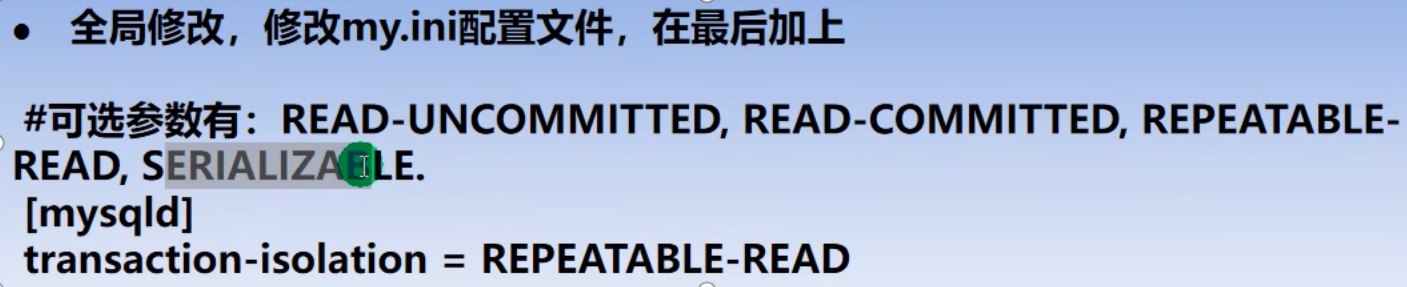 ● 全局修改，修改my.ini配置文件，在最后加上
#可选参数有：READ-UNCOMMITTED, READ-COMMITTED, REPEATABLE-
READ, SERIALIZABLE.
[mysqld]
transaction-isolation = REPEATABLE-READ